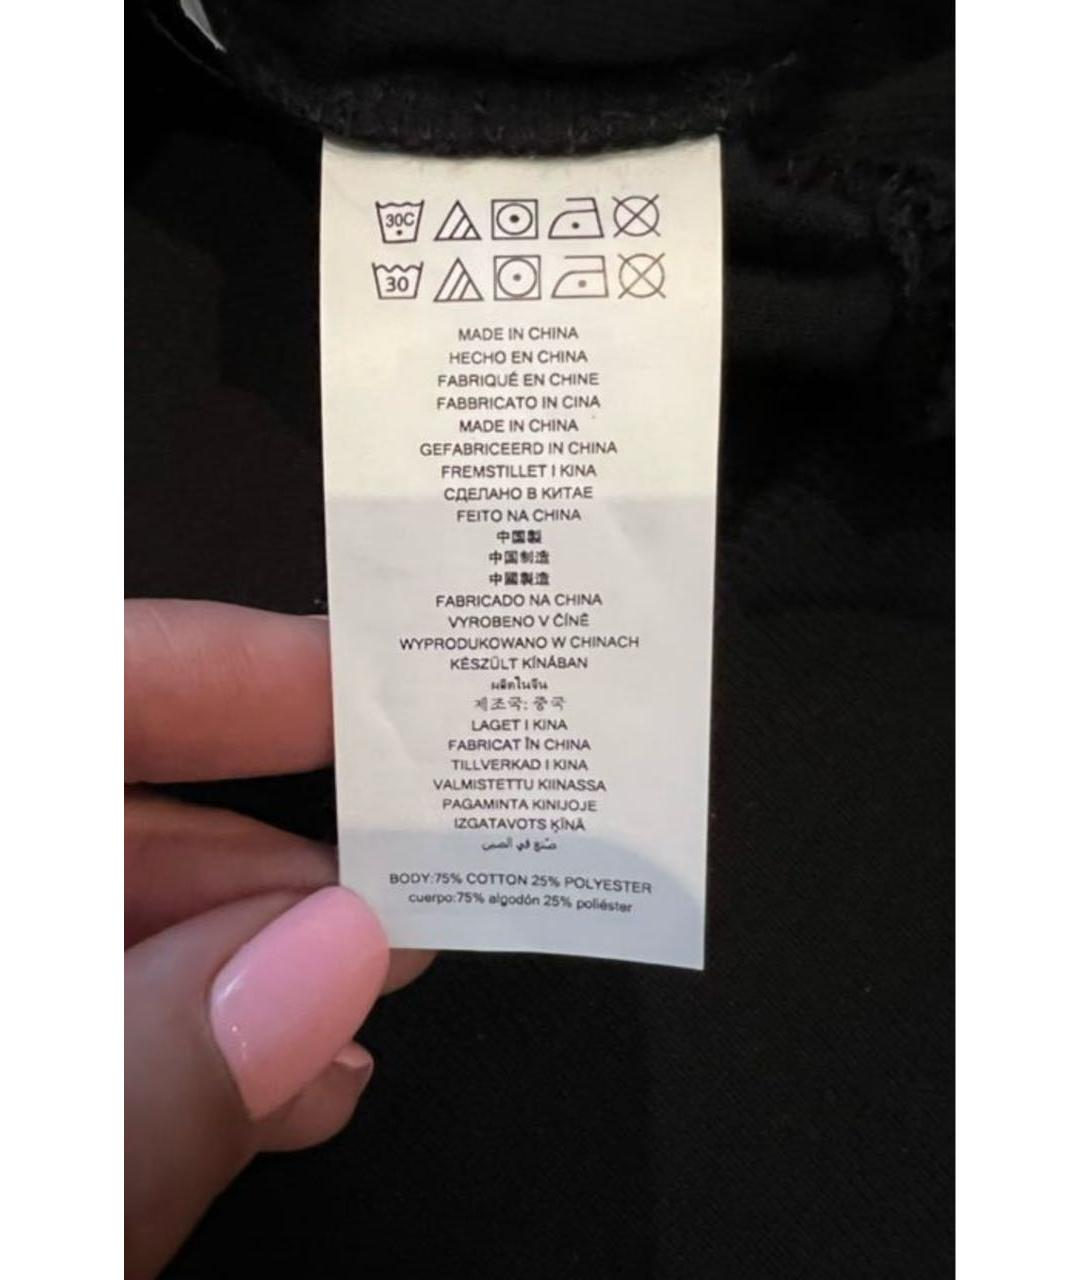 30C
30
MADE IN CHINA
HECHO EN CHINA
FABRIQUÉ EN CHINE
FABBRICATO IN CINA
MADE IN CHINA
GEFABRICEERD IN CHINA
FREMSTILLET I KINA
СДЕЛАНО В КИТАЕ
FEITO NA CHINA
中国製
中国制造
中國製造
FABRICADO NA CHINA
VYROBENO V ČÍNĚ
WYPRODUKOWANO W CHINACH
KÉSZÜLT KÍNÁBAN
ผลิตในจีน
제조국: 중국
LAGET I KINA
FABRICAT ÎN CHINA
TILLVERKAD I KINA
VALMISTETTU KIINASSA
PAGAMINTA KINIJOJE
IZGATAVOTS ĶĪNĀ
صنع في الصين
BODY:75% COTTON 25% POLYESTER
cuerpo:75% algodón 25% poliéster